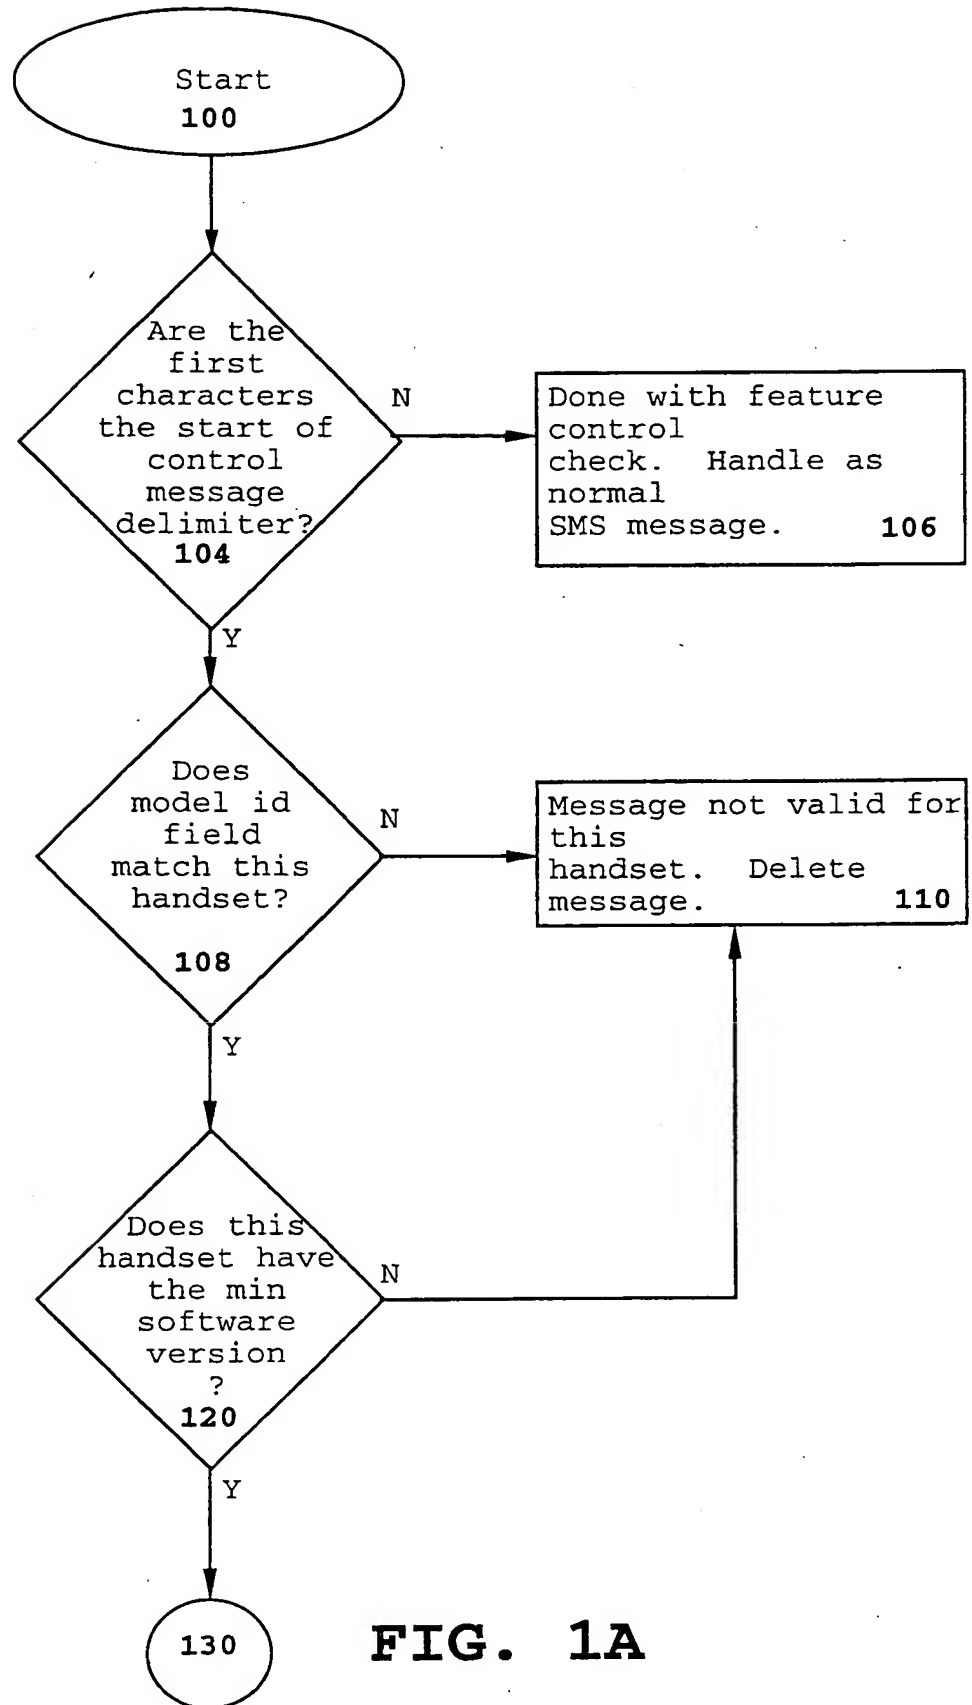 Start
100
Are the
first
characters
the start of
control
message
delimiter?
104
N
Done with feature
control
check. Handle as
normal
SMS message. 106
Y
Does
model id
field
match this
handset?
108
N
Message not valid for
this
handset. Delete
message. 110
Y
Does this
handset have
the min
software
version
?
120
N
Y
130
FIG. 1A